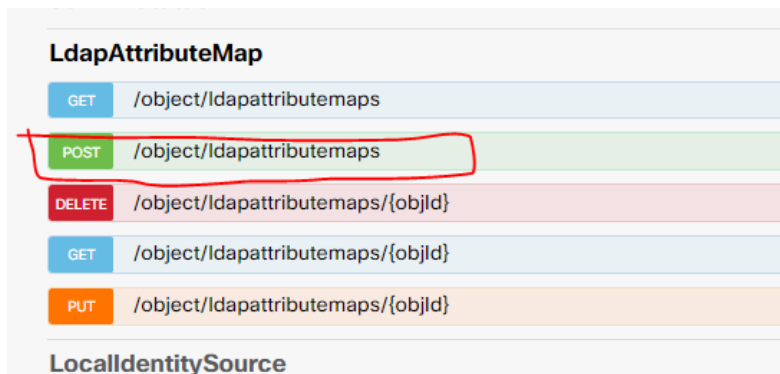 LdapAttributeMap
GET /object/ldapattributemaps
POST /object/ldapattributemaps
DELETE /object/ldapattributemaps/{objId}
GET /object/ldapattributemaps/{objId}
PUT /object/ldapattributemaps/{objId}
LocalIdentitySource